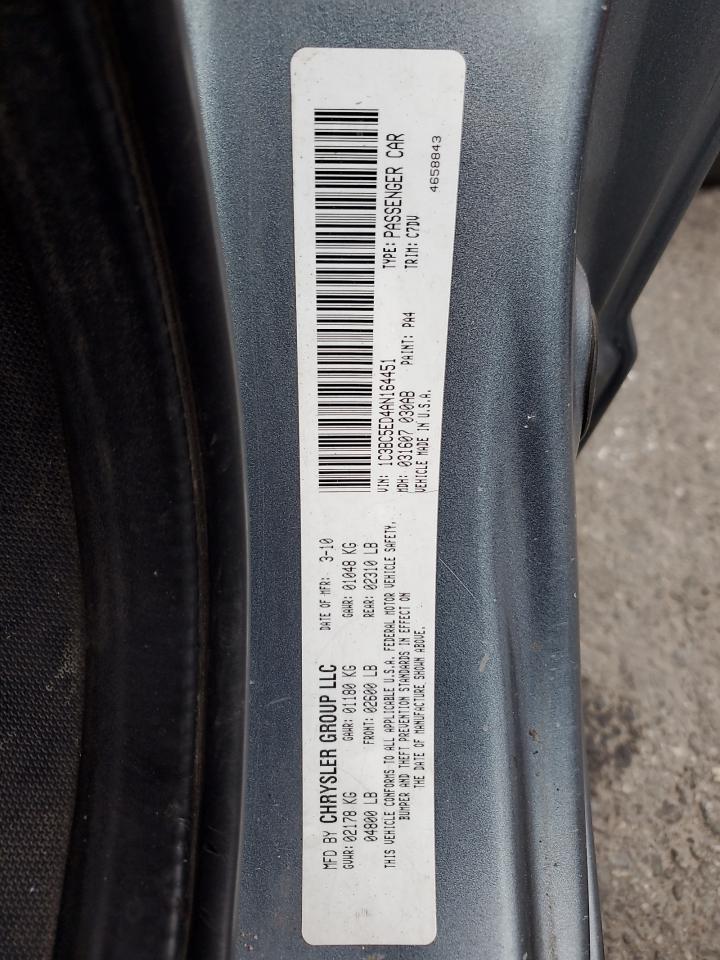 MFD BY CHRYSLER GROUP LLC DATE OF MFR: 3-10
GVWR: 02178 KG GAWR: 01180 KG GAWR: 01048 KG
04800 LB FRONT: 02600 LB REAR: 02310 LB
THIS VEHICLE CONFORMS TO ALL APPLICABLE U.S.A. FEDERAL MOTOR VEHICLE SAFETY,
BUMPER AND THEFT PREVENTION STANDARDS IN EFFECT ON
THE DATE OF MANUFACTURE SHOWN ABOVE.
VIN: 1C3BC5ED4AN164451 TYPE: PASSENGER CAR
MDH: 031607 030AB PAINT: PA4 TRIM: C7DV
VEHICLE MADE IN U.S.A.
4658843